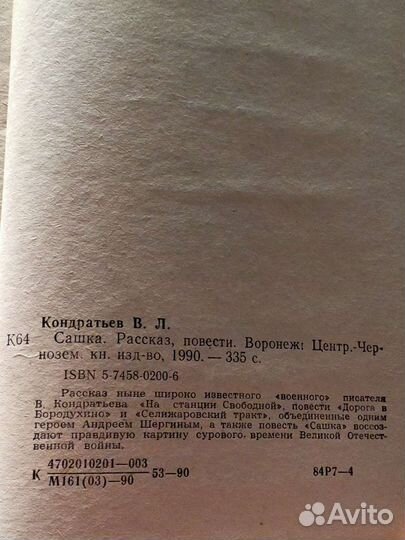 Кондратьев В. Л.
К64 Сашка. Рассказ, повести. Воронеж: Центр.-Чер-
нозем. кн. изд-во, 1990. — 335 с.
ISBN 5-7458-0200-6
Рассказ ныне широко известного «военного» писателя
В. Кондратьева «На станции Свободной», повести «Дорога в
Бородухино» и «Селижаровский тракт», объединенные одним
героем Андреем Шергиным, а также повесть «Сашка» воссоз-
дают правдивую картину сурового времени Великой Отечест-
венной войны.
К 4702010201—003
М161(03)—90
53—90
84Р7—4
Avito